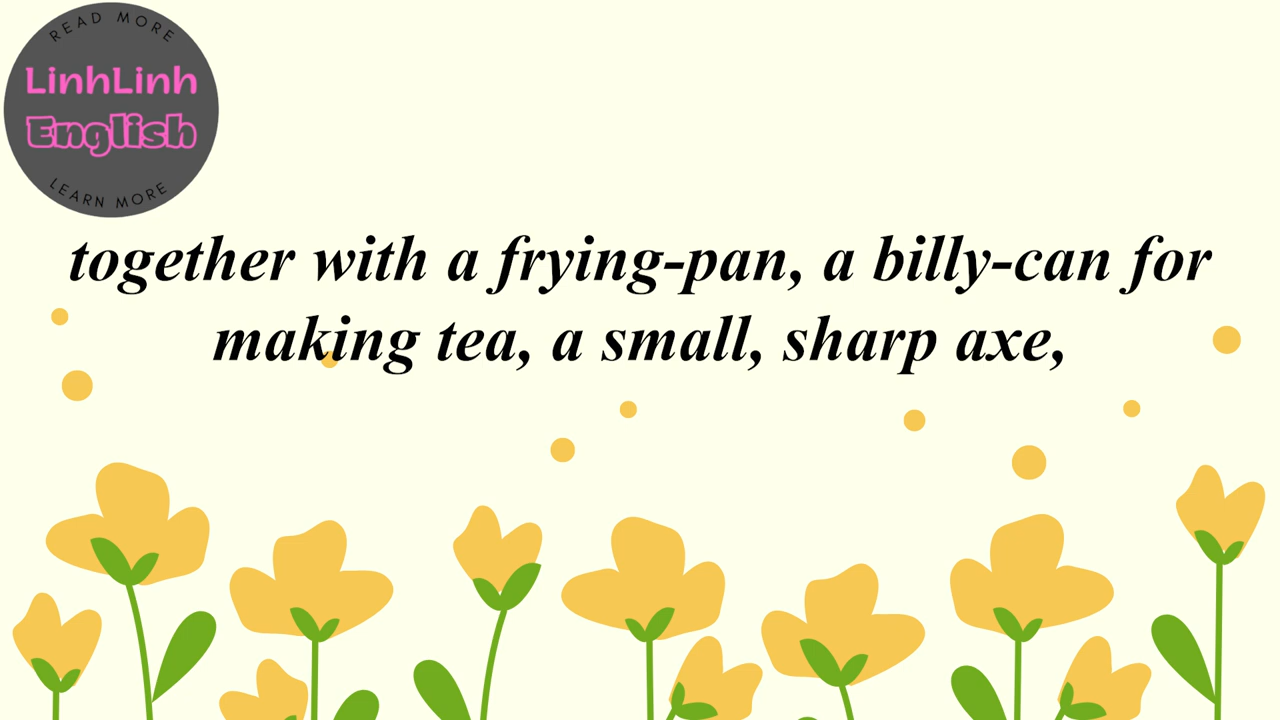 READ MORE
LinhLinh
English
LEARN MORE
together with a frying-pan, a billy-can for
making tea, a small, sharp axe,